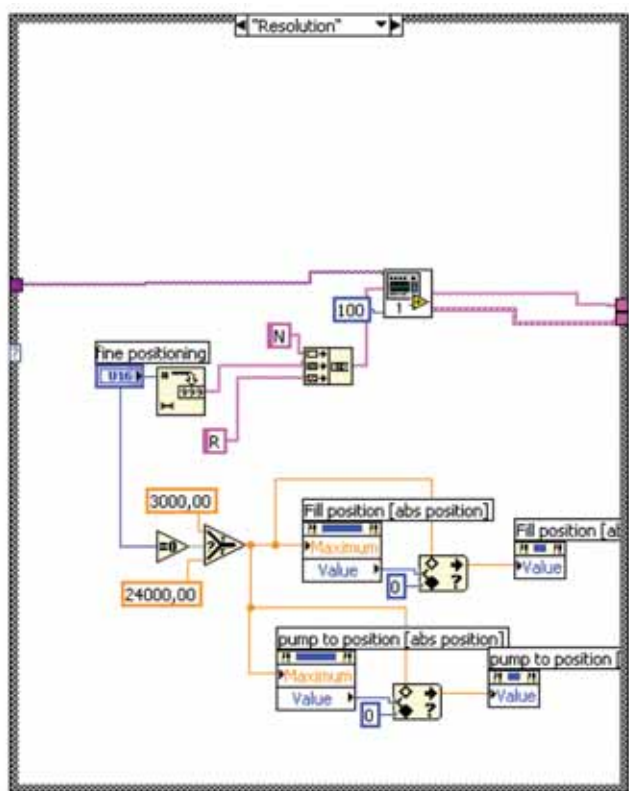 "Resolution"
100
1
N
fine positioning
U16
???
R
3000,00
Fill position [abs position]
Fill position [ab
Maximum
Value
=0
?
?
Value
0
24000,00
pump to position [abs position]
pump to position [
Maximum
Value
?
Value
0
?